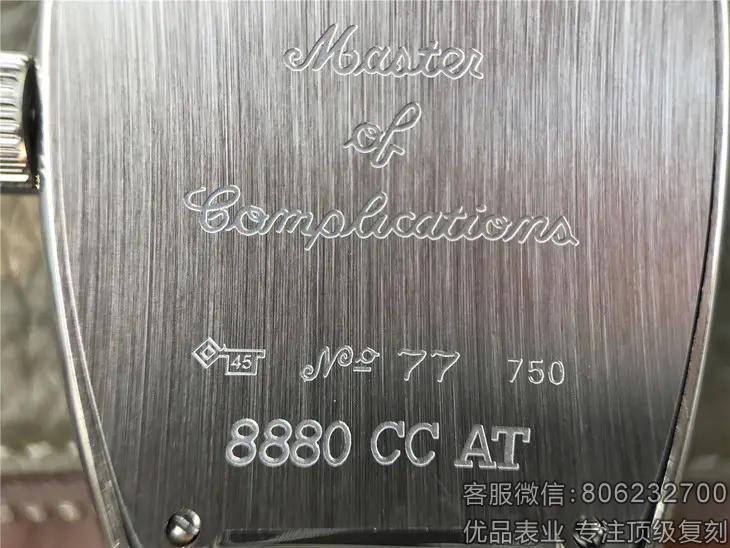 Master
of
Complications
45 Nº 77 750
8880 CC AT
客服微信:806232700
优品表业 专注顶级复刻